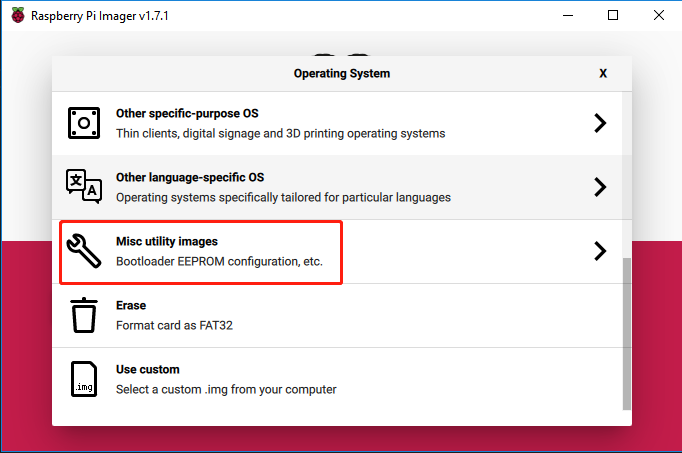 Raspberry Pi Imager v1.7.1
Operating System
X
Other specific-purpose OS
Thin clients, digital signage and 3D printing operating systems
文
A
Other language-specific OS
Operating systems specifically tailored for particular languages
Misc utility images
Bootloader EEPROM configuration, etc.
Erase
Format card as FAT32
.img
Use custom
Select a custom .img from your computer